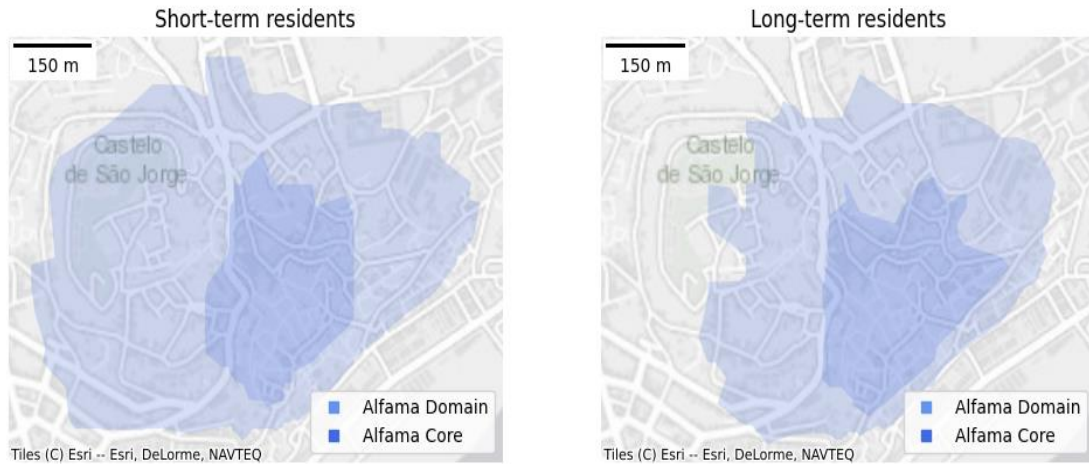 Short-term residents
150 m
Castelo
de São Jorge
Alfama Domain
Alfama Core
Tiles (C) Esri -- Esri, DeLorme, NAVTEQ
Long-term residents
150 m
Castelo
de São Jorge
Alfama Domain
Alfama Core
Tiles (C) Esri -- Esri, DeLorme, NAVTEQ